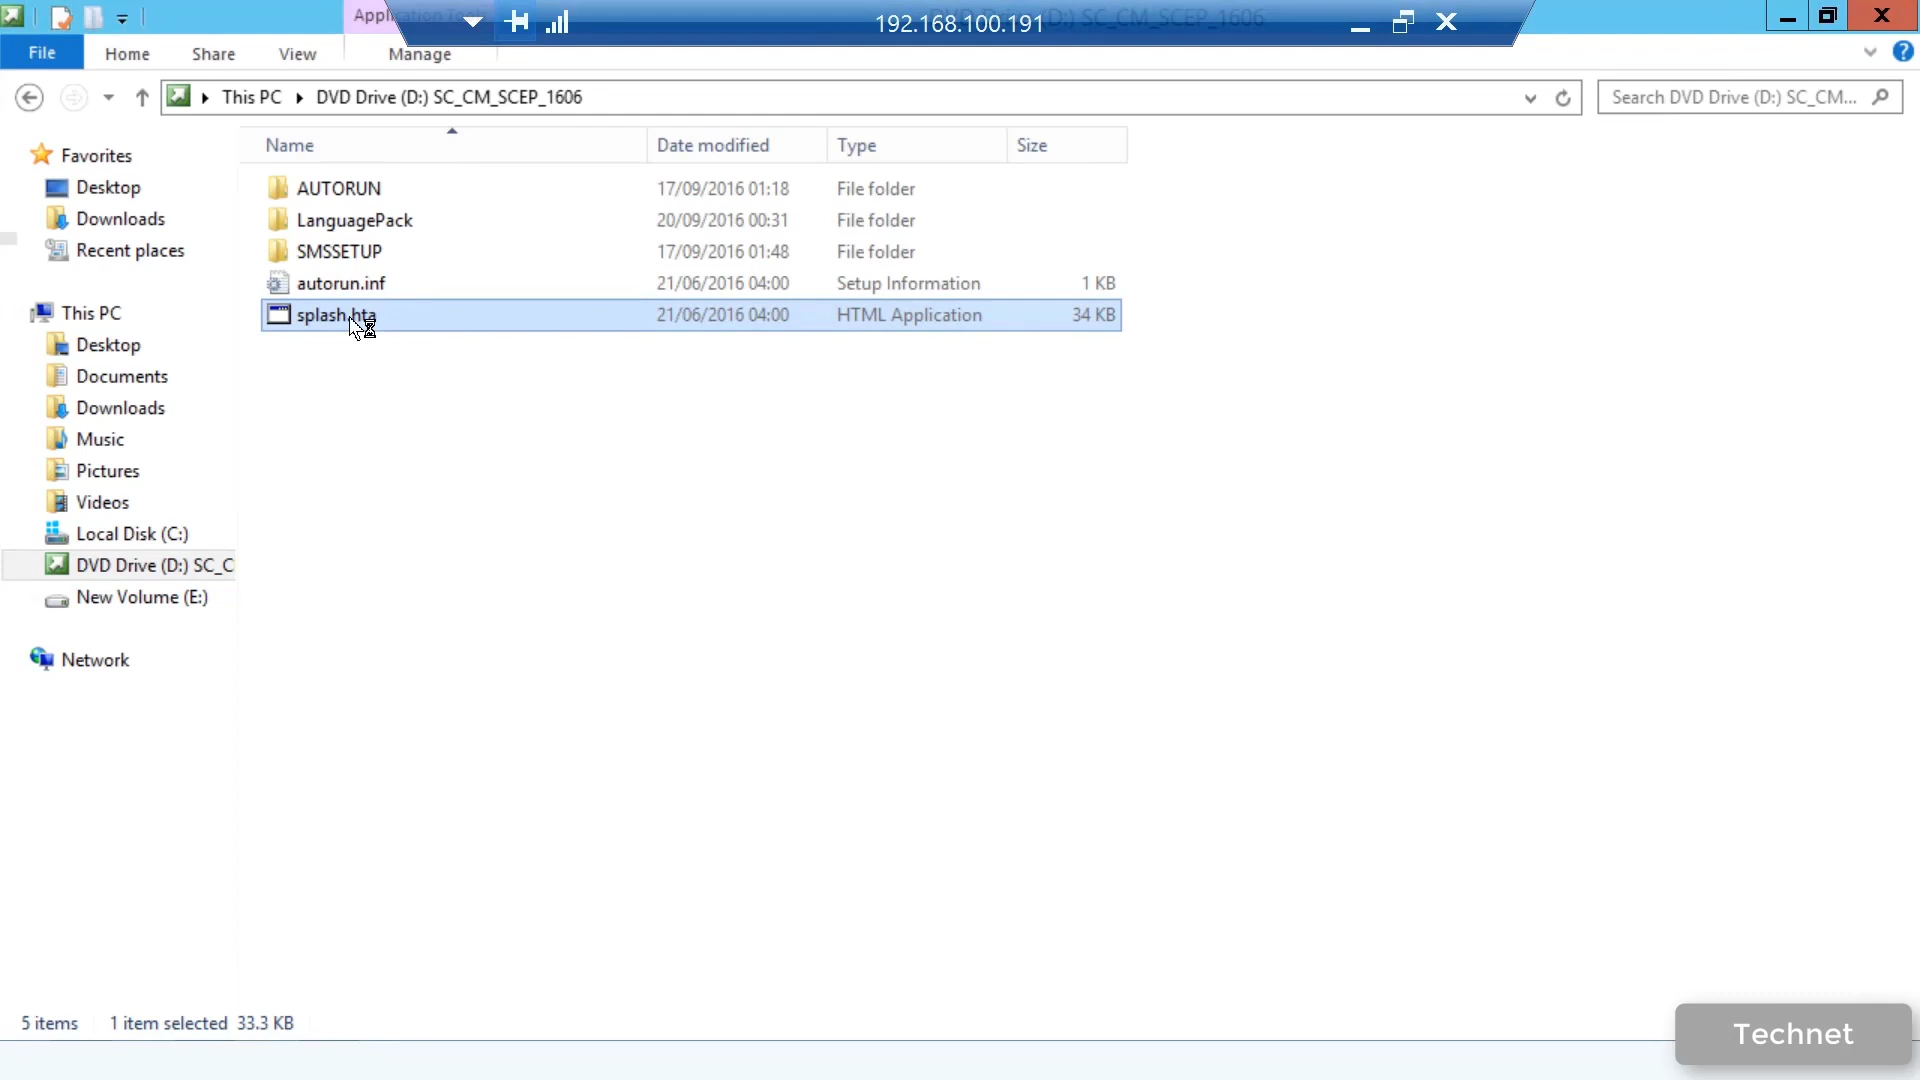 Application Tools
192.168.100.191
DVD Drive (D:) SC_CM_SCEP_1606
File Home Share View Manage
This PC DVD Drive (D:) SC_CM_SCEP_1606
Search DVD Drive (D:) SC_CM...
Name Date modified Type Size
Favorites
Desktop
Downloads
Recent places
This PC
Desktop
Documents
Downloads
Music
Pictures
Videos
Local Disk (C:)
DVD Drive (D:) SC_C
New Volume (E:)
Network
AUTORUN 17/09/2016 01:18 File folder
LanguagePack 20/09/2016 00:31 File folder
SMSSETUP 17/09/2016 01:48 File folder
autorun.inf 21/06/2016 04:00 Setup Information 1 KB
splash.hta 21/06/2016 04:00 HTML Application 34 KB
5 items 1 item selected 33.3 KB
Technet